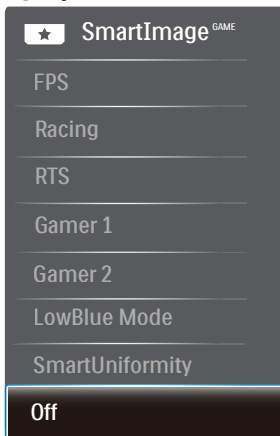 SmartImage GAME
FPS
Racing
RTS
Gamer 1
Gamer 2
LowBlue Mode
SmartUniformity
Off